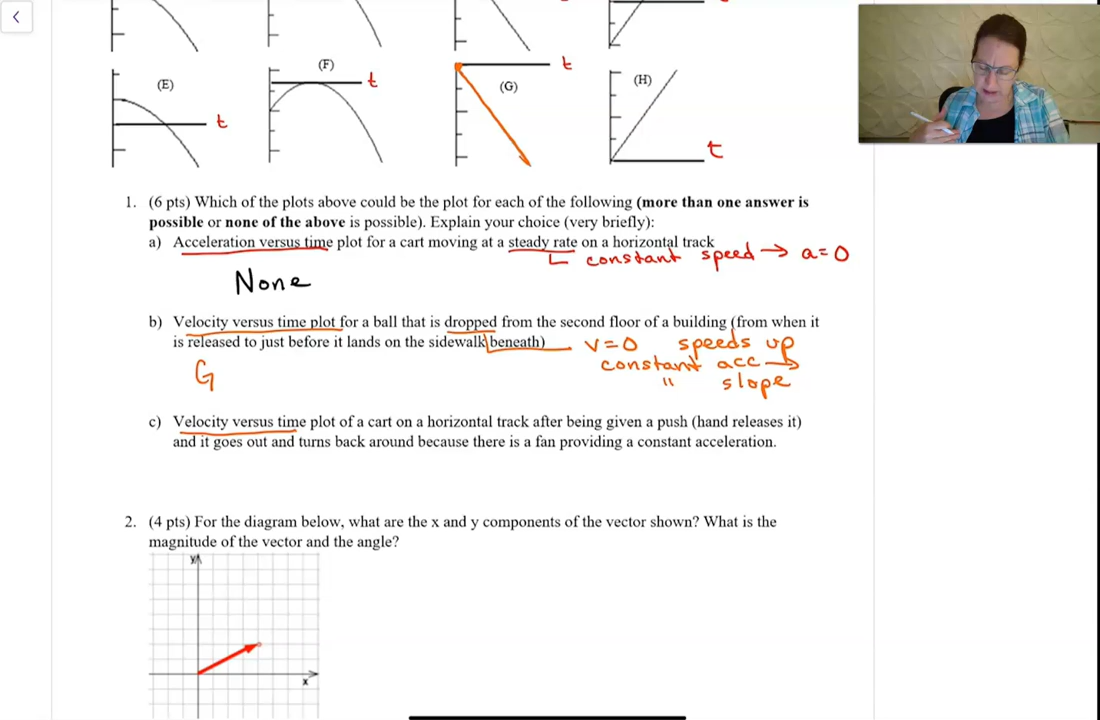 (E)
t
(F)
t
(G)
t
(H)
t
1. (6 pts) Which of the plots above could be the plot for each of the following (more than one answer is
possible or none of the above is possible). Explain your choice (very briefly):
a) Acceleration versus time plot for a cart moving at a steady rate on a horizontal track
constant speed → a=0
None
b) Velocity versus time plot for a ball that is dropped from the second floor of a building (from when it
is released to just before it lands on the sidewalk beneath)
v=0 speeds up
constant acc →
" slope
G
c) Velocity versus time plot of a cart on a horizontal track after being given a push (hand releases it)
and it goes out and turns back around because there is a fan providing a constant acceleration.
2. (4 pts) For the diagram below, what are the x and y components of the vector shown? What is the
magnitude of the vector and the angle?
y
x